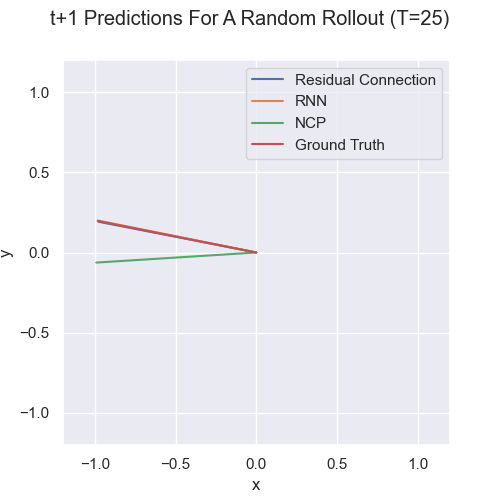 t+1 Predictions For A Random Rollout (T=25)
Residual Connection
RNN
NCP
Ground Truth
1.0
0.5
0.0
−0.5
−1.0
y
−1.0 −0.5 0.0 0.5 1.0
x